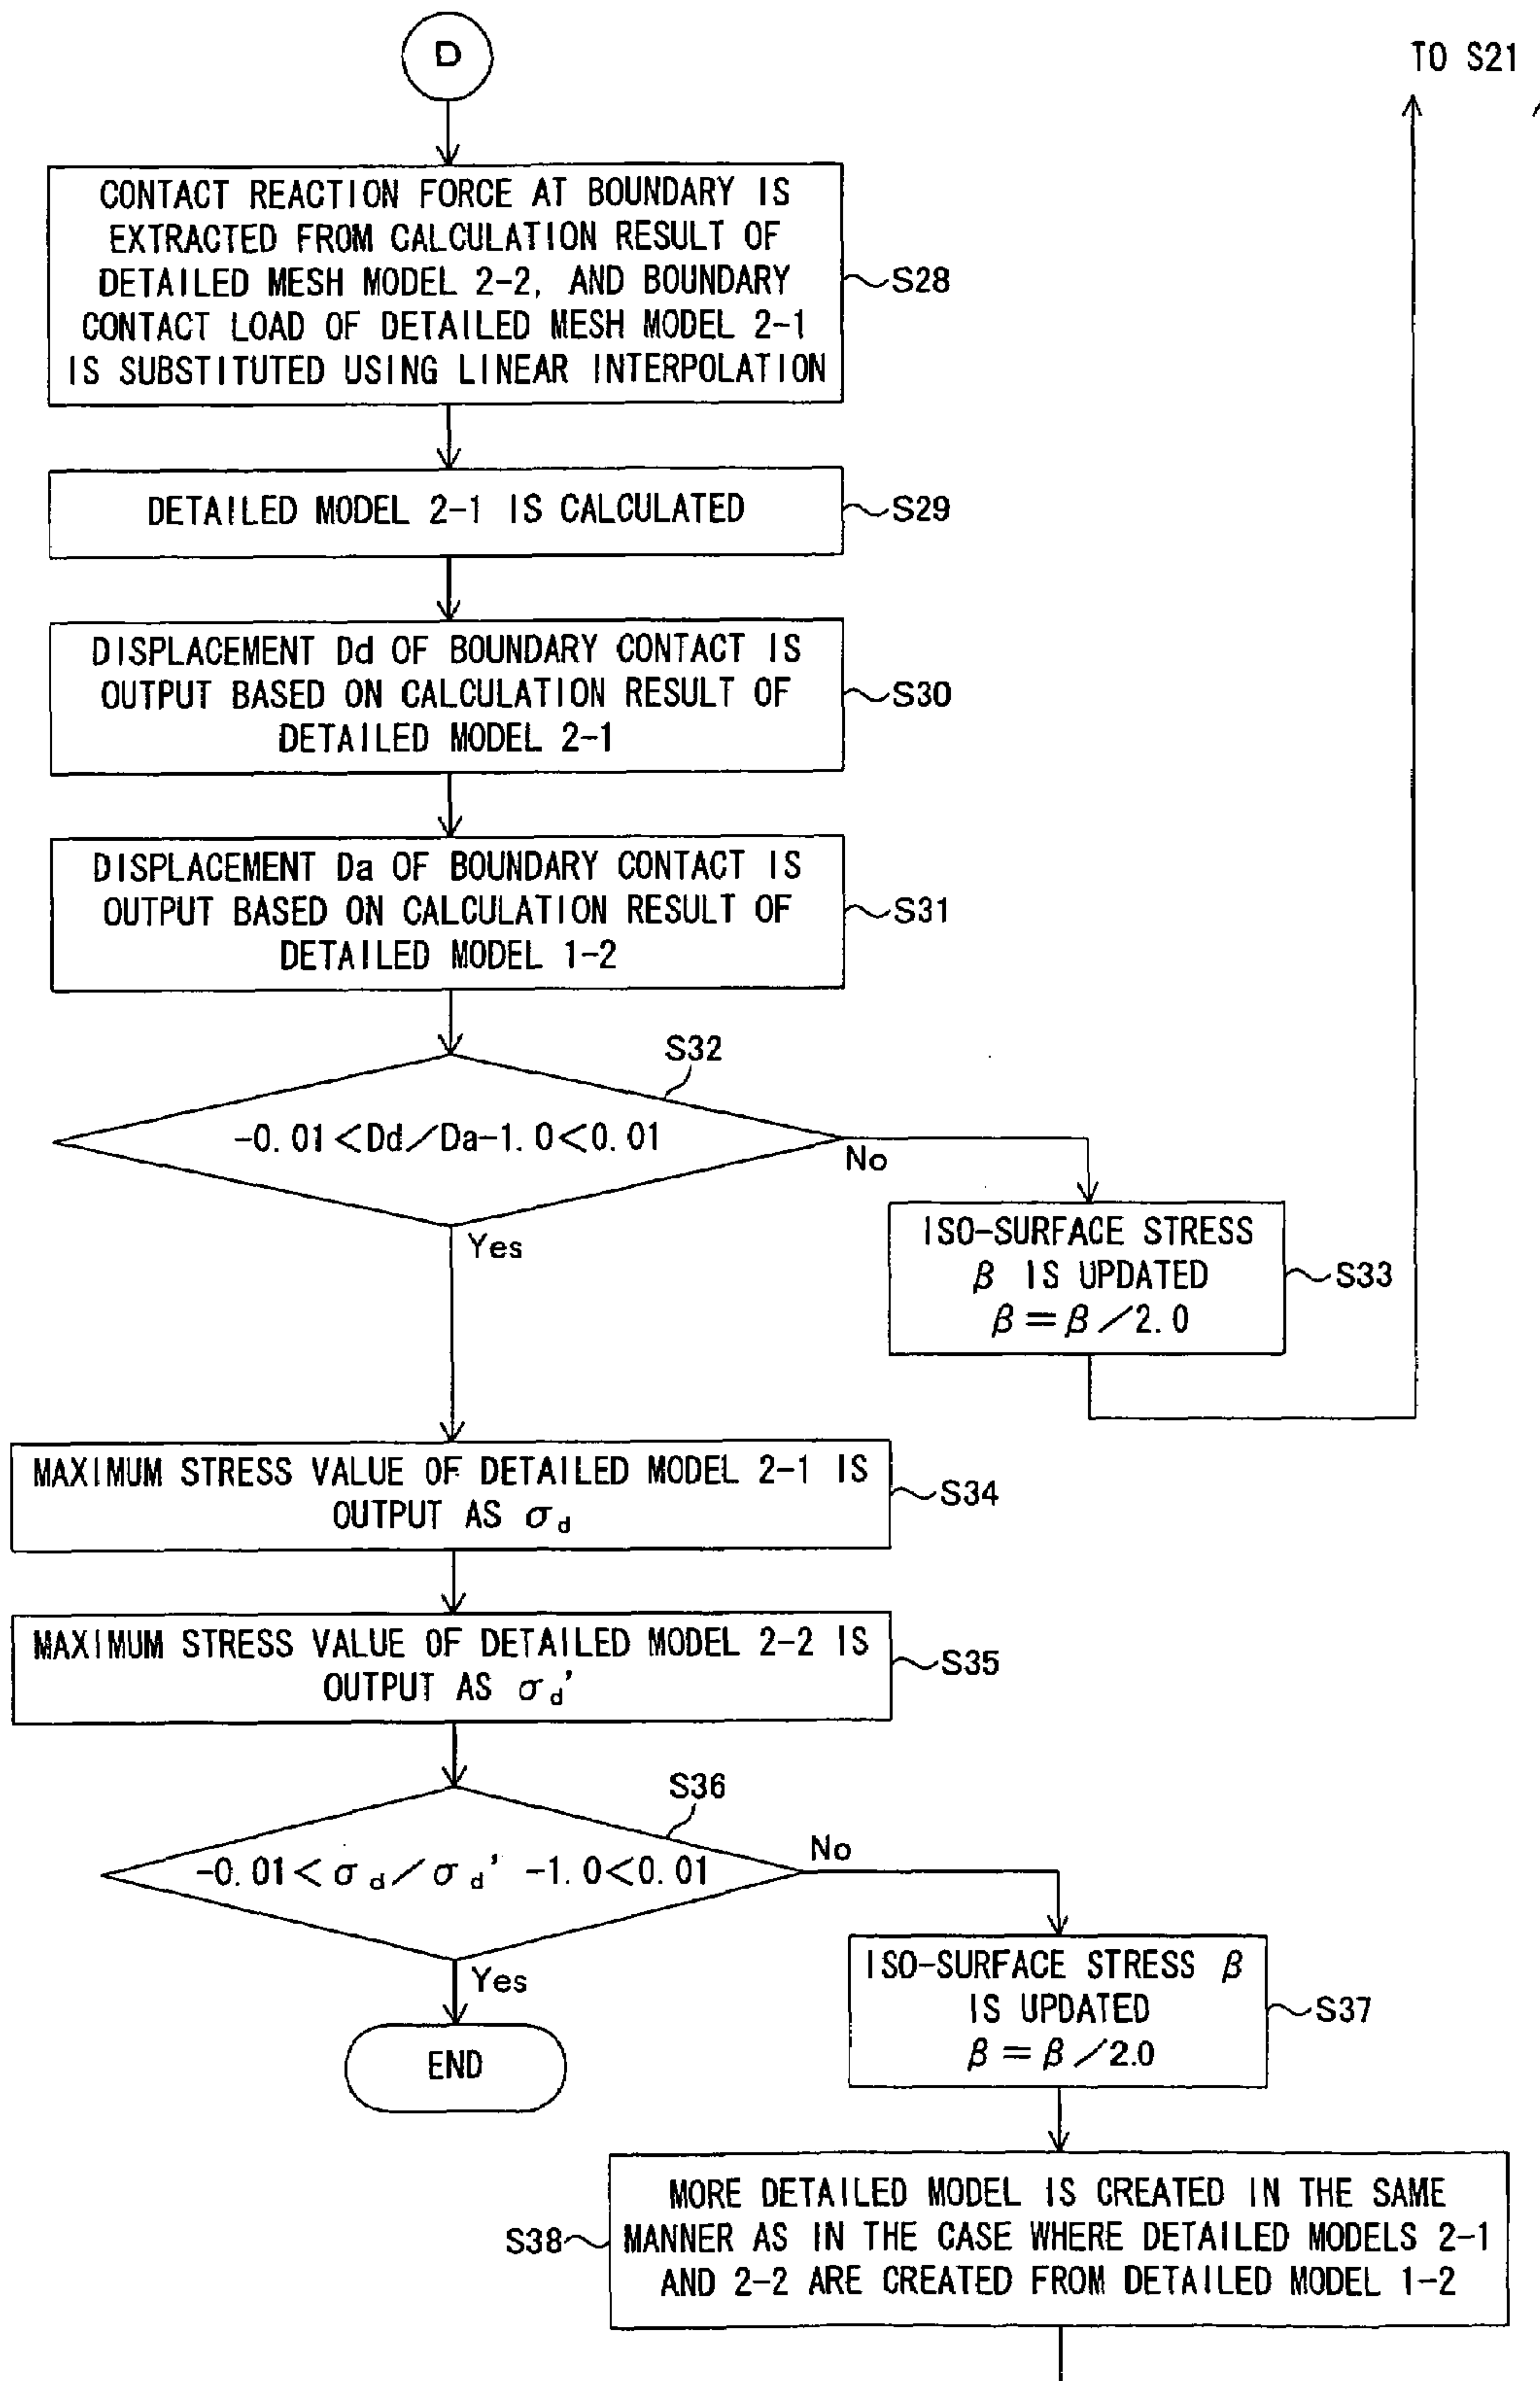 D
TO S21
CONTACT REACTION FORCE AT BOUNDARY IS
EXTRACTED FROM CALCULATION RESULT OF
DETAILED MESH MODEL 2-2, AND BOUNDARY
CONTACT LOAD OF DETAILED MESH MODEL 2-1
IS SUBSTITUTED USING LINEAR INTERPOLATION
S28
DETAILED MODEL 2-1 IS CALCULATED
S29
DISPLACEMENT Dd OF BOUNDARY CONTACT IS
OUTPUT BASED ON CALCULATION RESULT OF
DETAILED MODEL 2-1
S30
DISPLACEMENT Da OF BOUNDARY CONTACT IS
OUTPUT BASED ON CALCULATION RESULT OF
DETAILED MODEL 1-2
S31
S32
-0.01<Dd/Da-1.0<0.01
No
Yes
ISO-SURFACE STRESS
β IS UPDATED
β=β/2.0
S33
MAXIMUM STRESS VALUE OF DETAILED MODEL 2-1 IS
OUTPUT AS σd
S34
MAXIMUM STRESS VALUE OF DETAILED MODEL 2-2 IS
OUTPUT AS σd'
S35
S36
-0.01<σd/σd' -1.0<0.01
No
Yes
END
ISO-SURFACE STRESS β
IS UPDATED
β=β/2.0
S37
S38
MORE DETAILED MODEL IS CREATED IN THE SAME
MANNER AS IN THE CASE WHERE DETAILED MODELS 2-1
AND 2-2 ARE CREATED FROM DETAILED MODEL 1-2